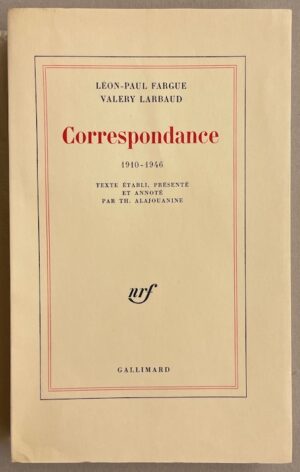 LÉON-PAUL FARGUE
VALERY LARBAUD
Correspondance
1910-1946
TEXTE ÉTABLI, PRÉSENTÉ
ET ANNOTÉ
PAR TH. ALAJOUANINE
nrf
GALLIMARD